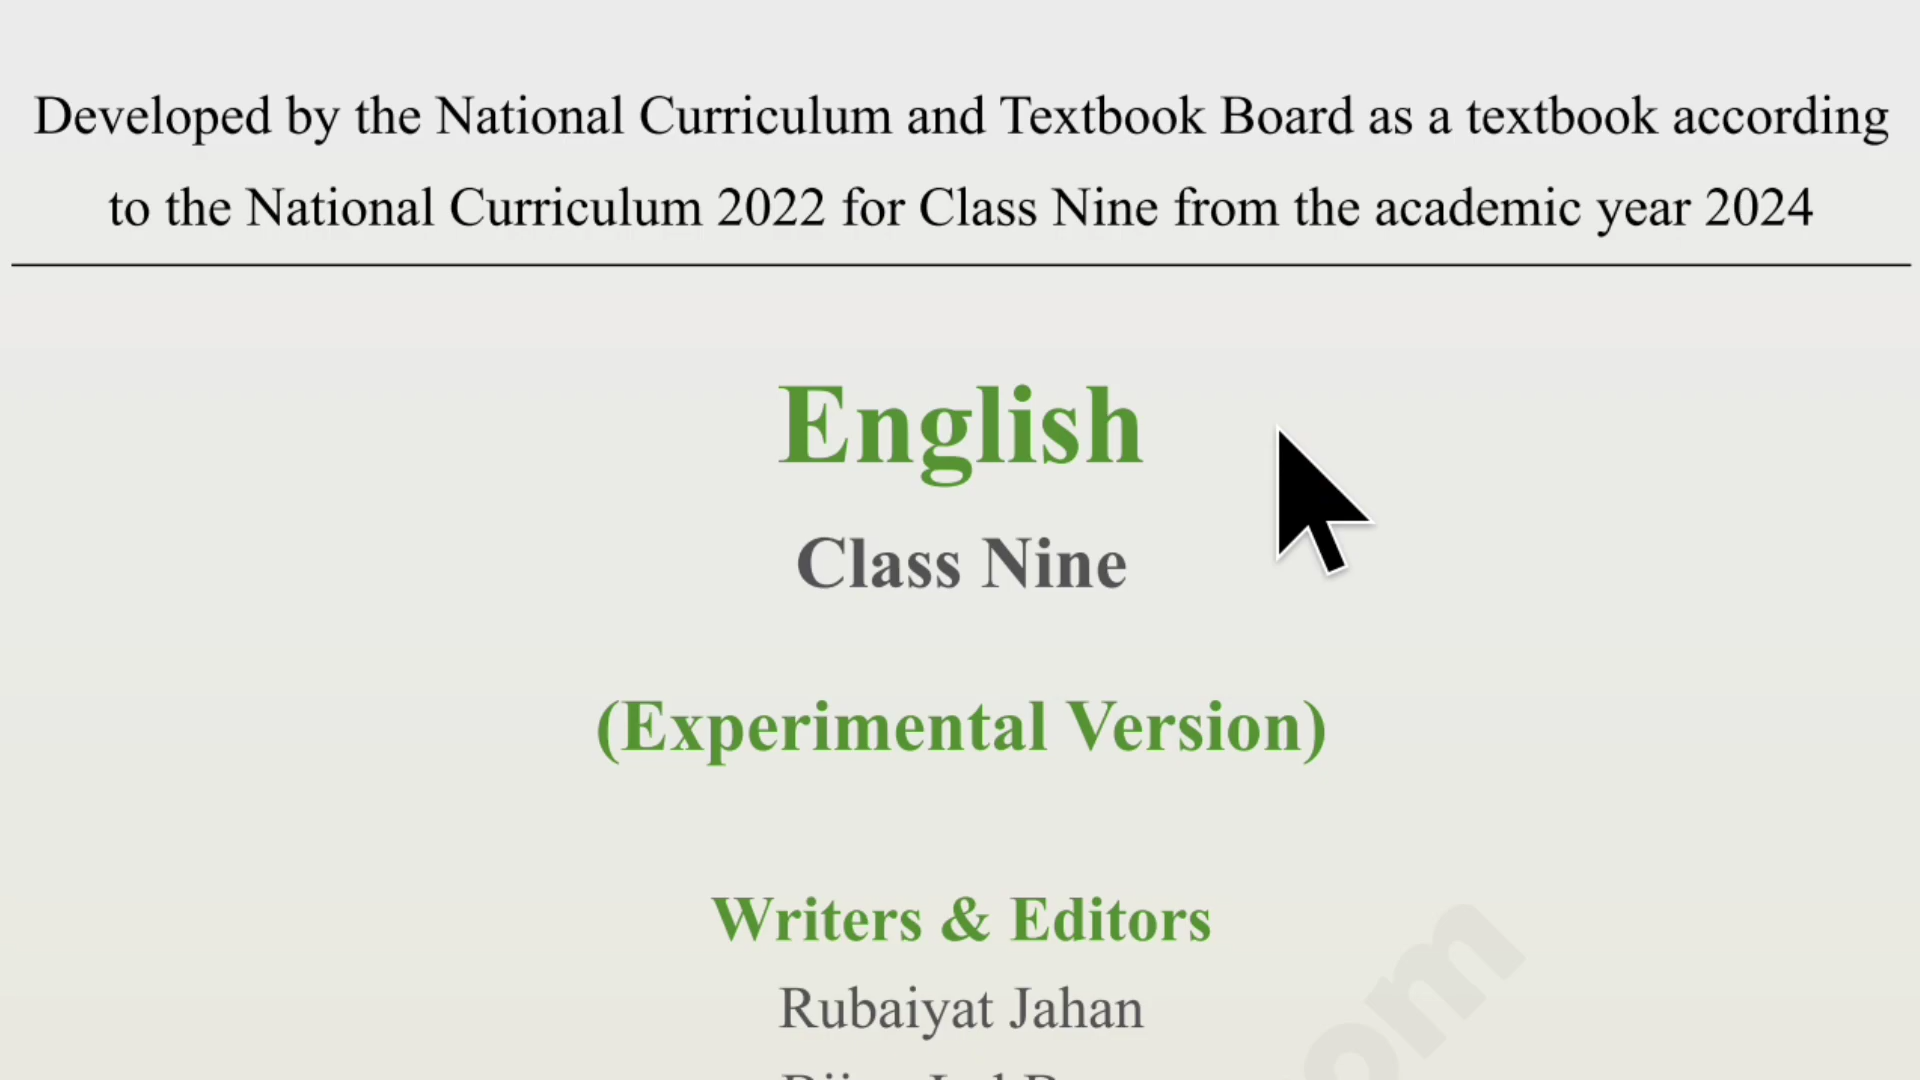 Developed by the National Curriculum and Textbook Board as a textbook according
to the National Curriculum 2022 for Class Nine from the academic year 2024
English
Class Nine
(Experimental Version)
Writers & Editors
Rubaiyat Jahan
om